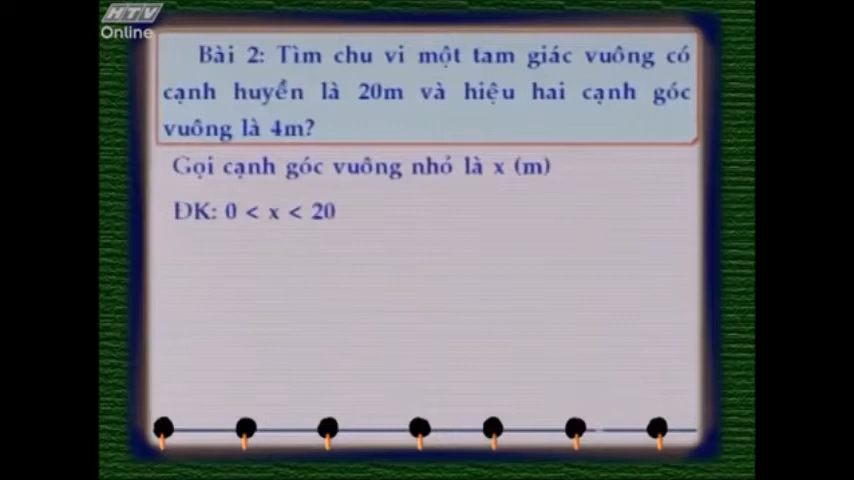 HTV
Online
Bài 2: Tìm chu vi một tam giác vuông có
cạnh huyền là 20m và hiệu hai cạnh góc
vuông là 4m?
Gọi cạnh góc vuông nhỏ là x (m)
ĐK: 0 < x < 20